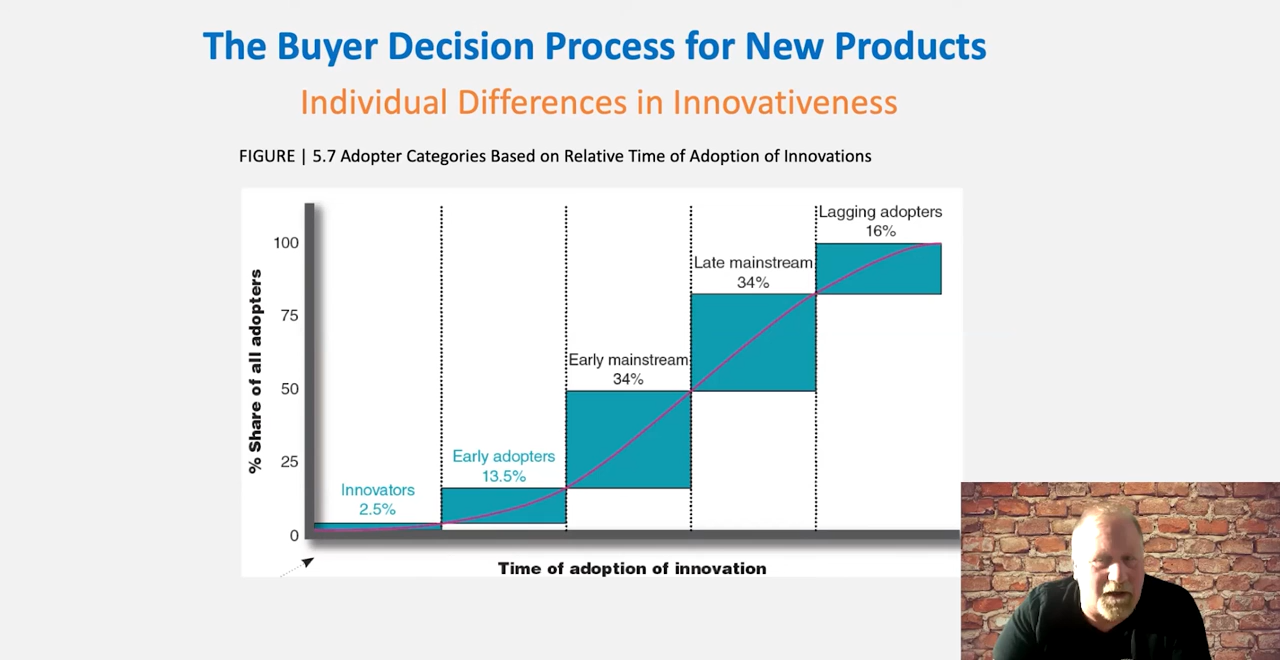 The Buyer Decision Process for New Products
Individual Differences in Innovativeness
FIGURE | 5.7 Adopter Categories Based on Relative Time of Adoption of Innovations
% Share of all adopters
100
75
50
25
0
Innovators
2.5%
Early adopters
13.5%
Early mainstream
34%
Late mainstream
34%
Lagging adopters
16%
Time of adoption of innovation